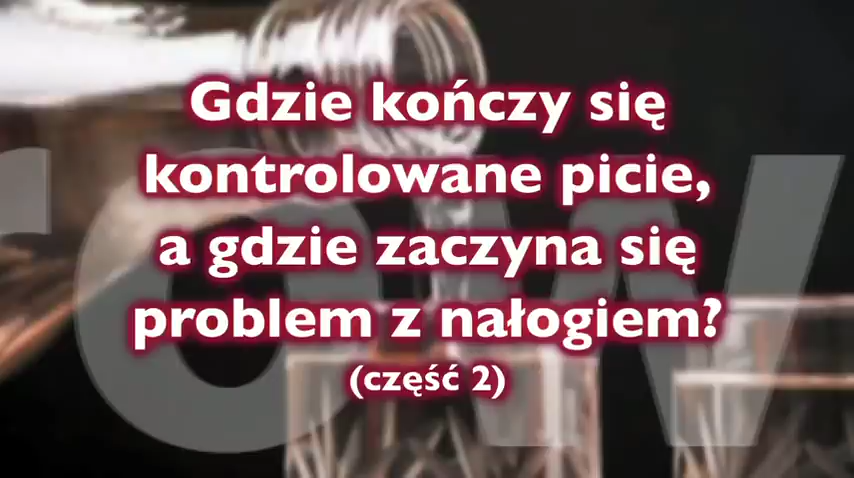 Gdzie kończy się
kontrolowane picie,
a gdzie zaczyna się
problem z nałogiem?
(część 2)